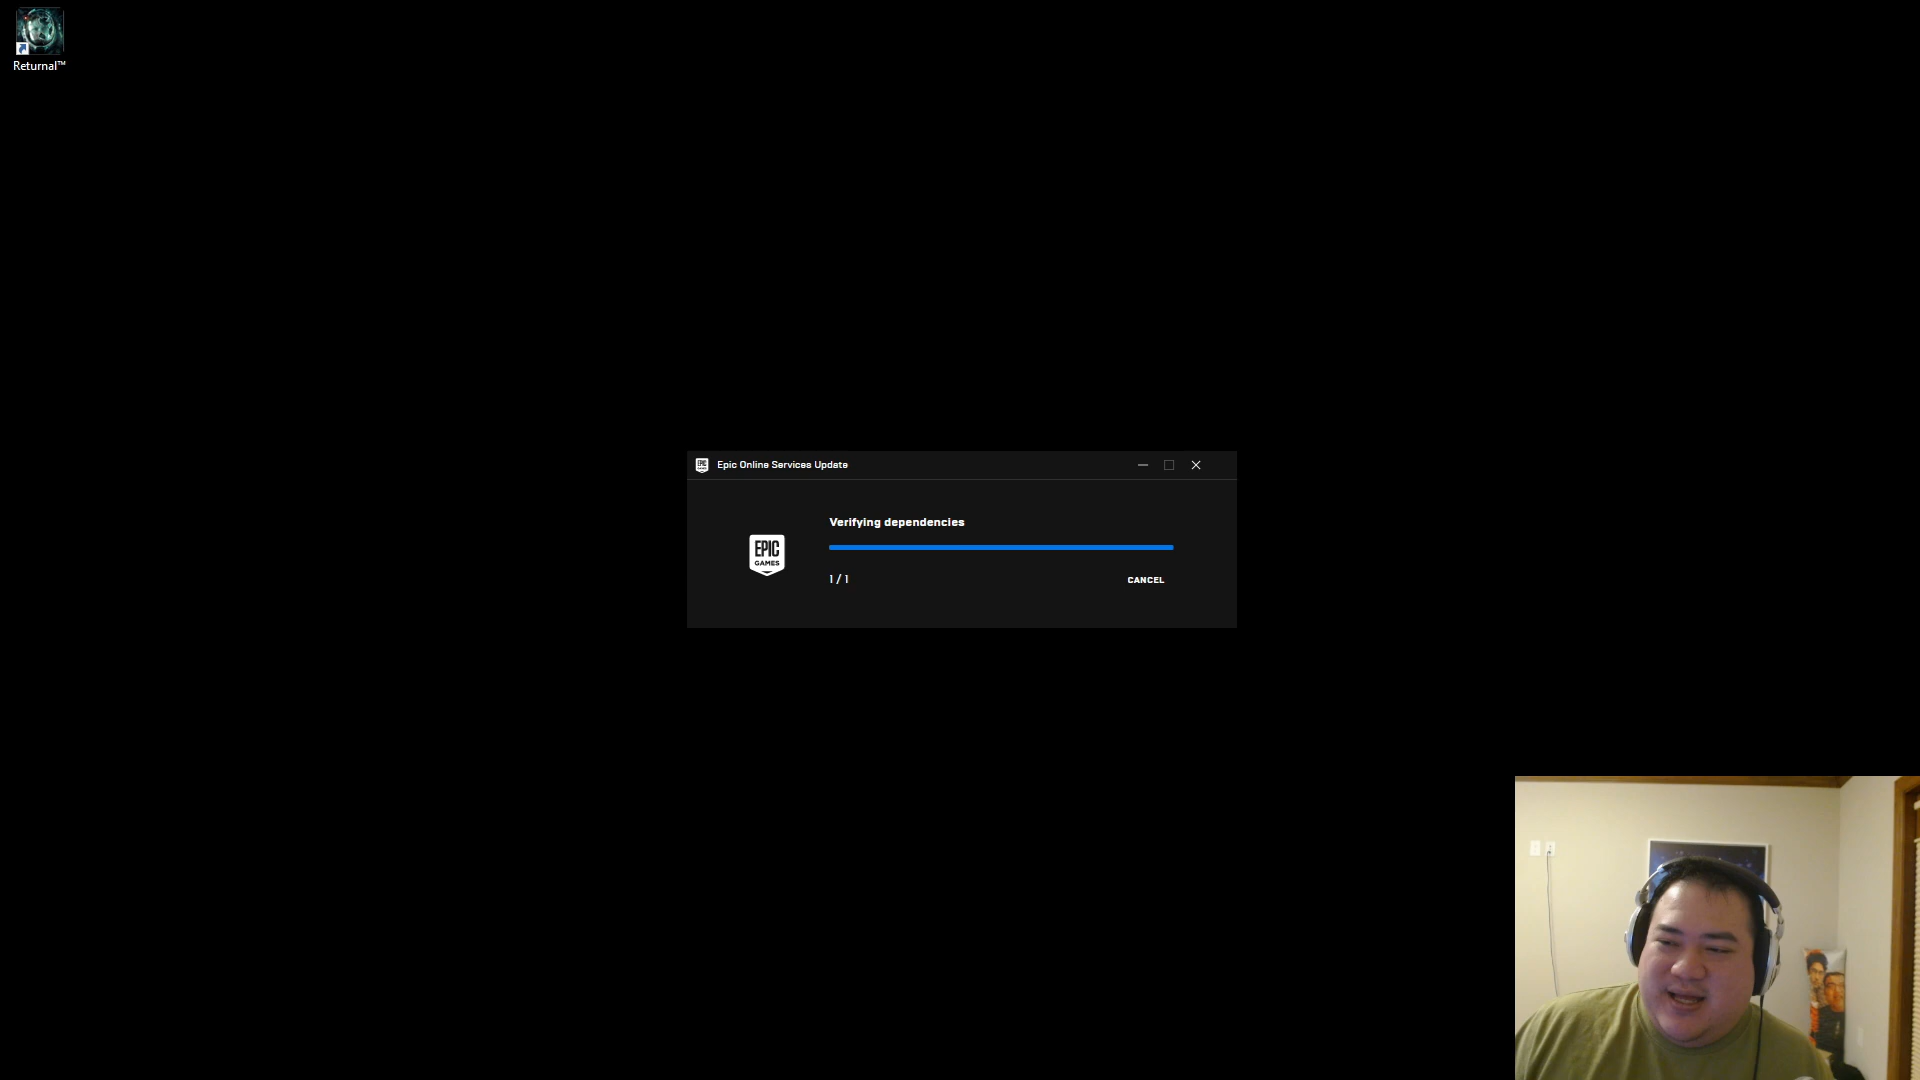 Returnal™
Epic Online Services Update
Verifying dependencies
EPIC
GAMES
1 / 1
CANCEL